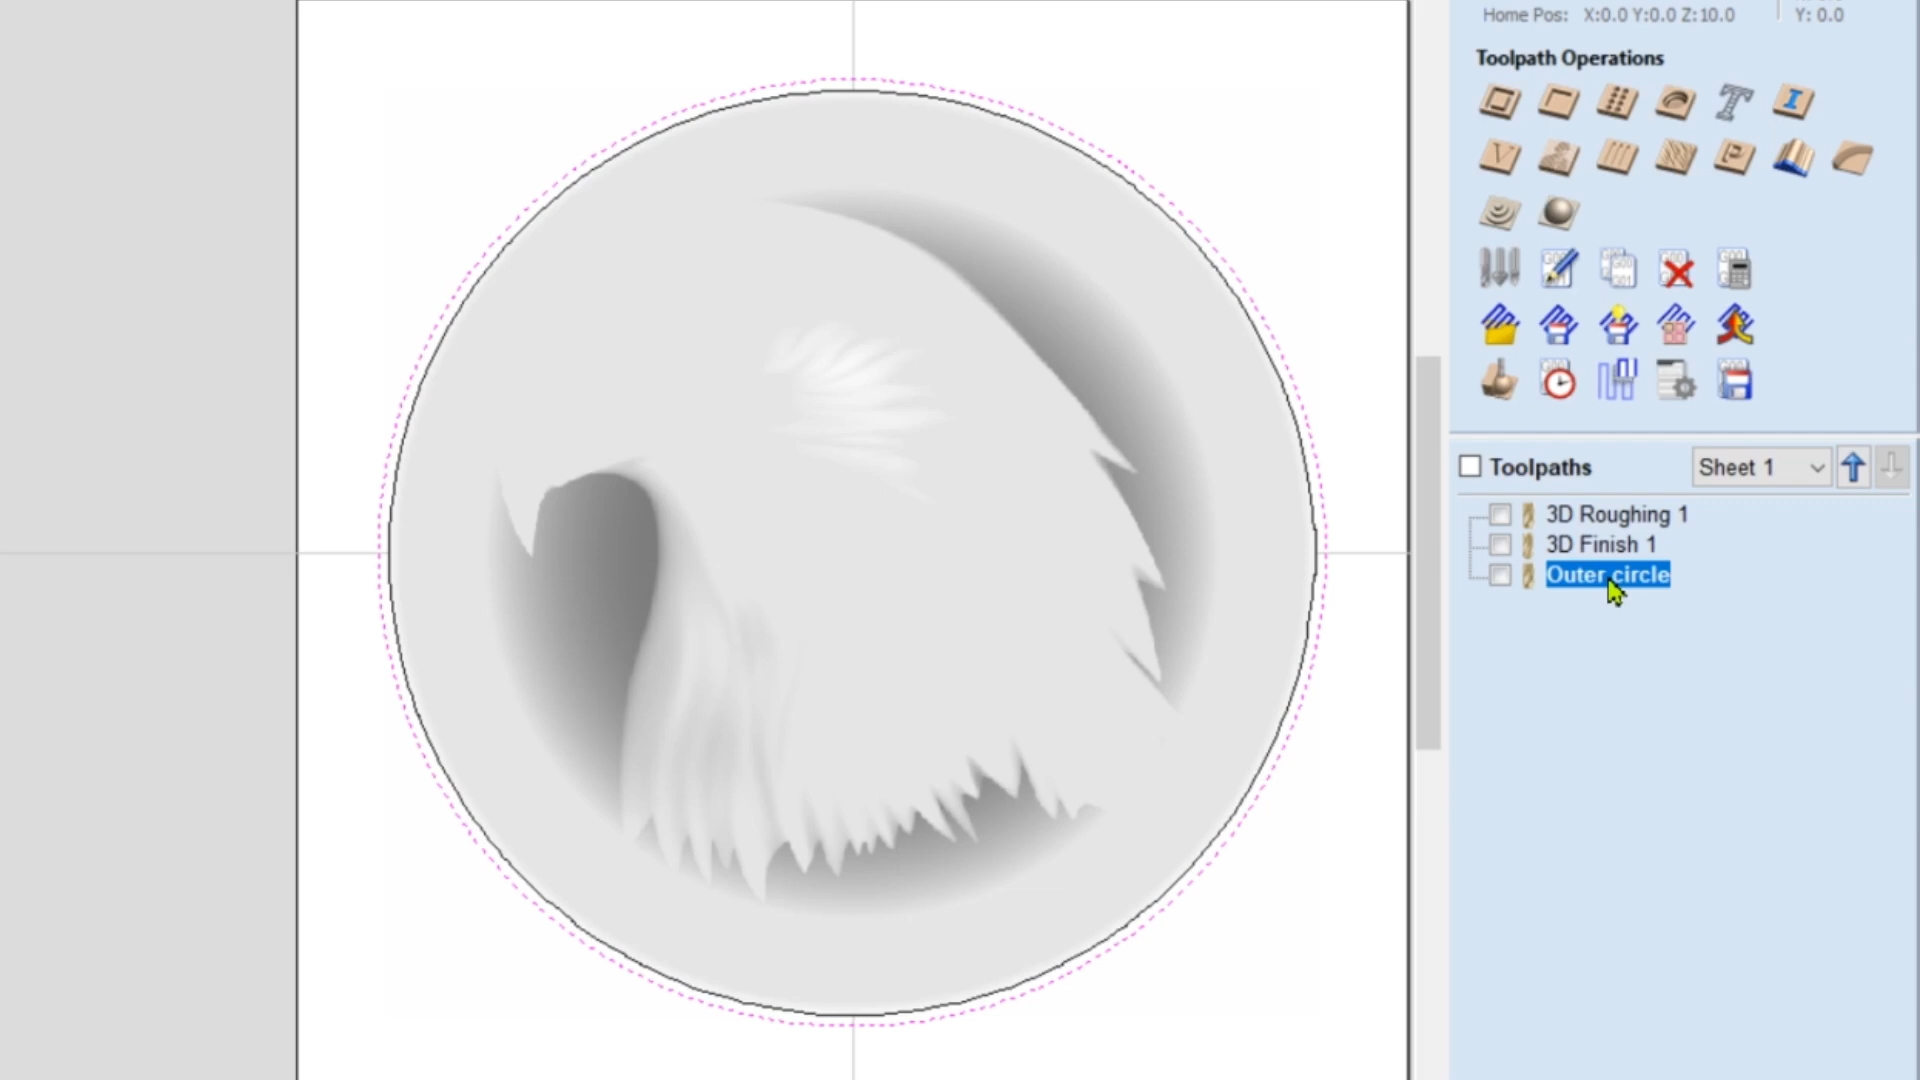 Home Pos: X:0.0 Y:0.0 Z:10.0
Y: 0.0
Toolpath Operations
Toolpaths
Sheet 1
3D Roughing 1
3D Finish 1
Outer circle